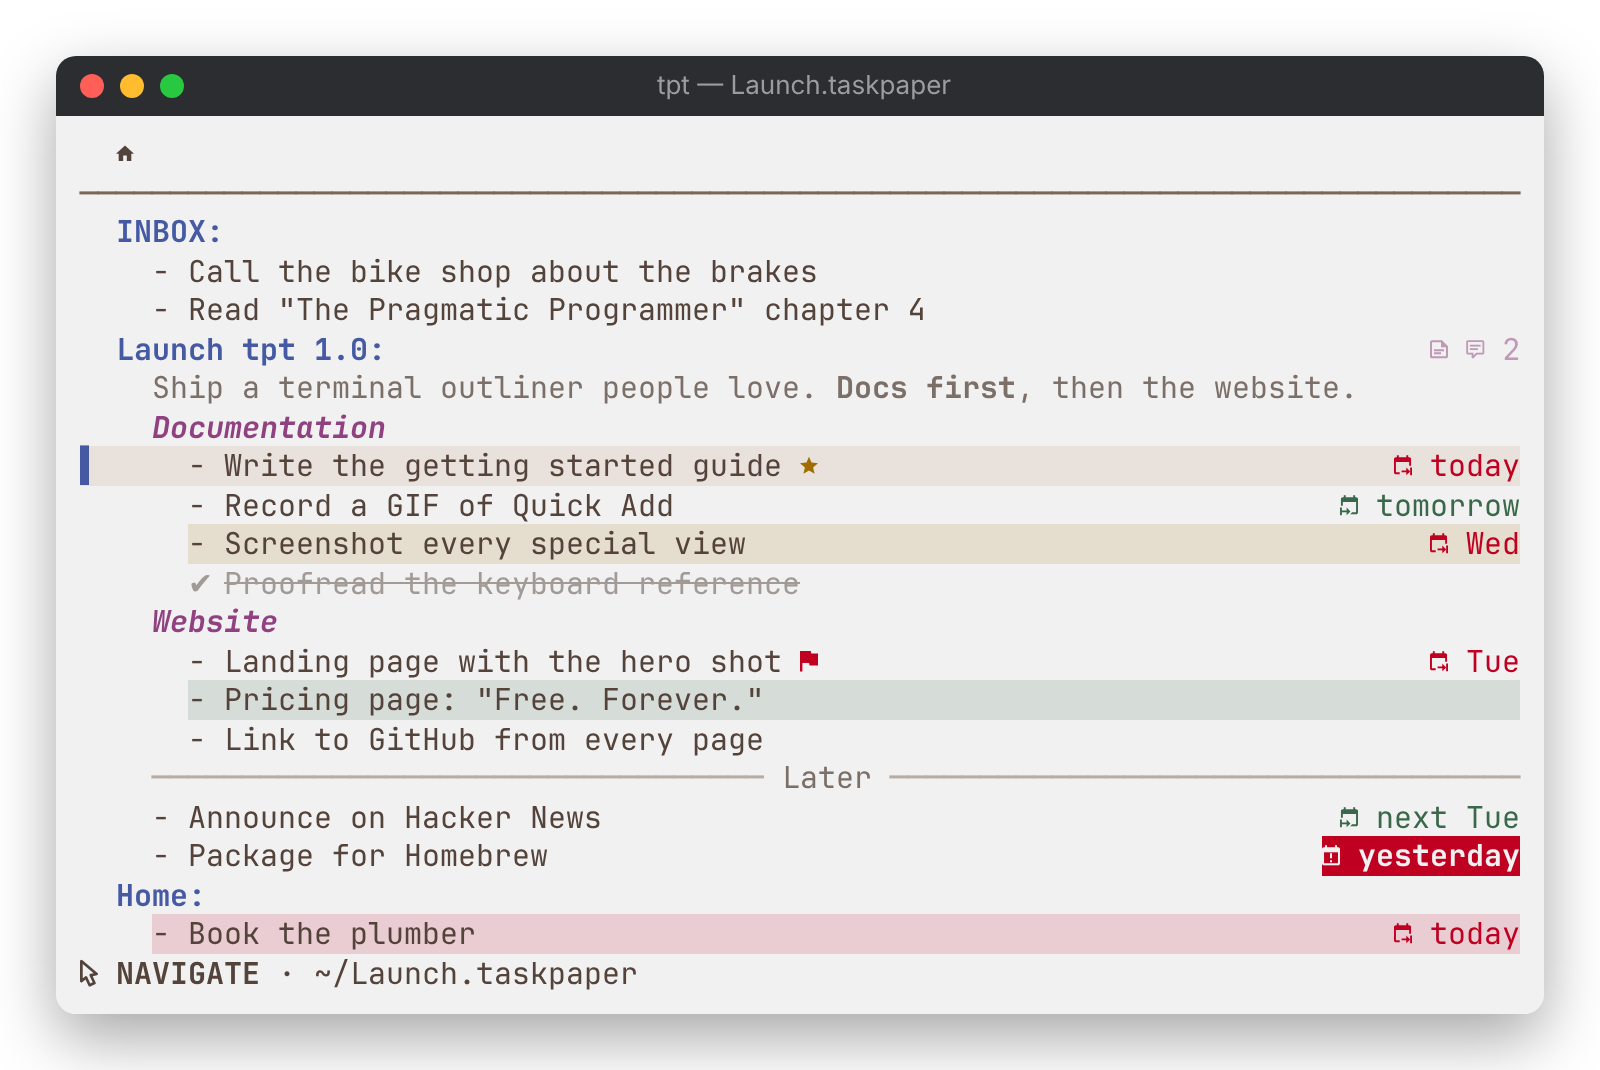 tpt — Launch.taskpaper
INBOX:
- Call the bike shop about the brakes
- Read "The Pragmatic Programmer" chapter 4
Launch tpt 1.0: 2
Ship a terminal outliner people love. Docs first, then the website.
Documentation
- Write the getting started guide ★ today
- Record a GIF of Quick Add tomorrow
- Screenshot every special view Wed
✔ Proofread the keyboard reference
Website
- Landing page with the hero shot Tue
- Pricing page: "Free. Forever."
- Link to GitHub from every page
Later
- Announce on Hacker News next Tue
- Package for Homebrew yesterday
Home:
- Book the plumber today
NAVIGATE · ~/Launch.taskpaper